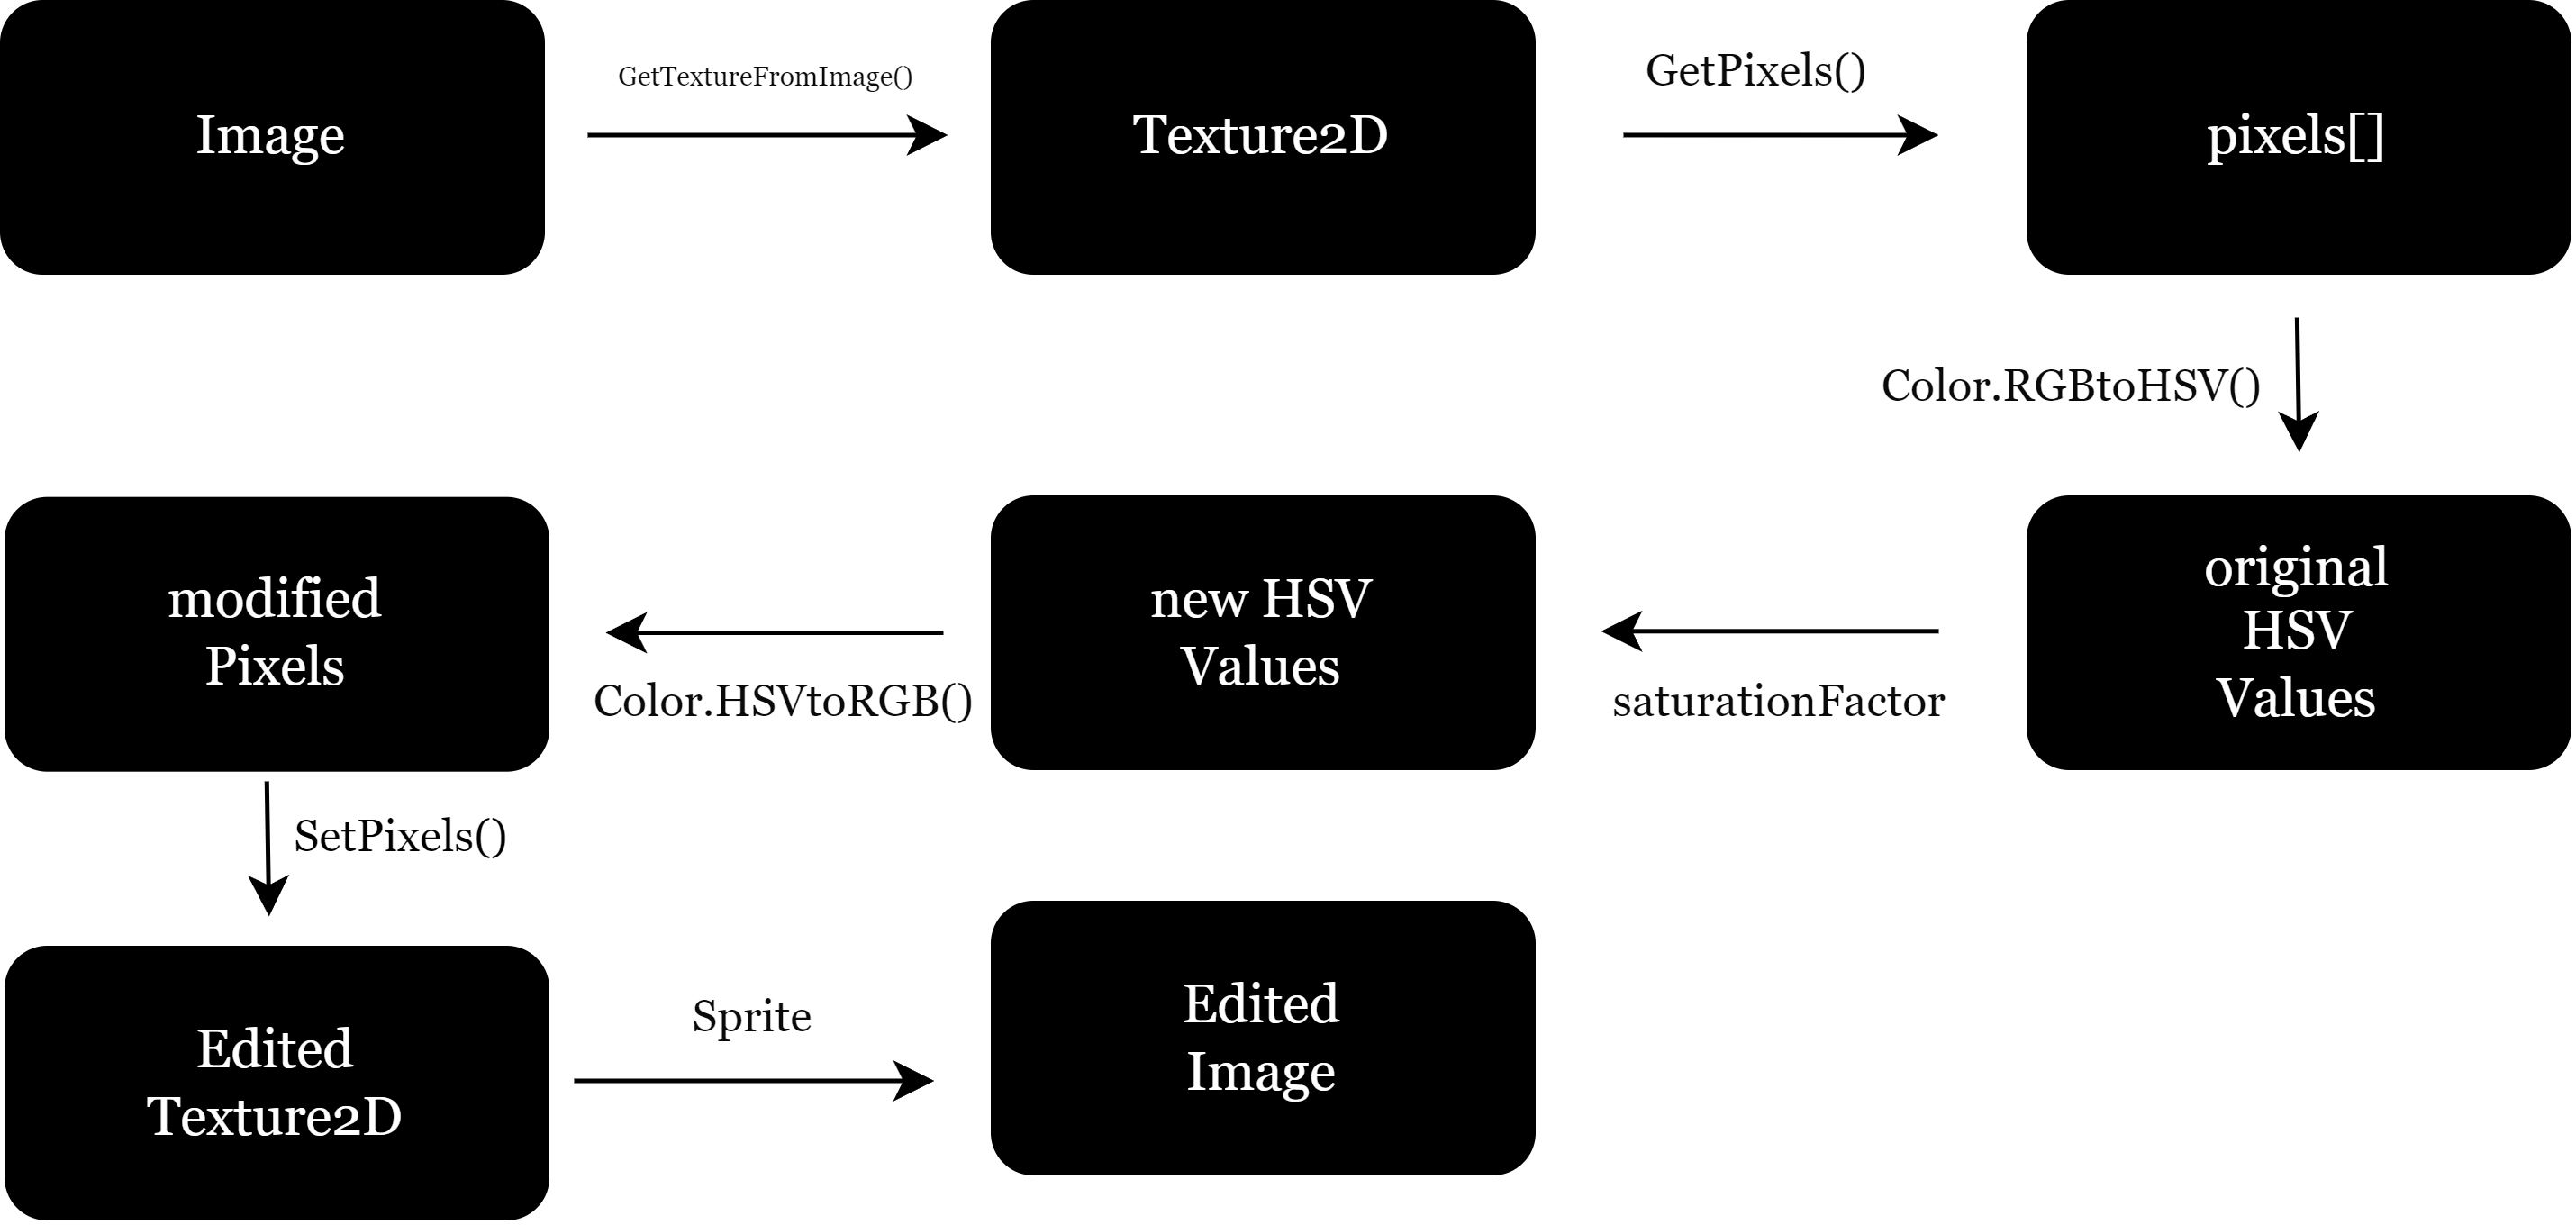 Image
GetTextureFromImage()
Texture2D
GetPixels()
pixels[]
Color.RGBtoHSV()
original
HSV
Values
saturationFactor
new HSV
Values
Color.HSVtoRGB()
modified
Pixels
SetPixels()
Edited
Texture2D
Sprite
Edited
Image